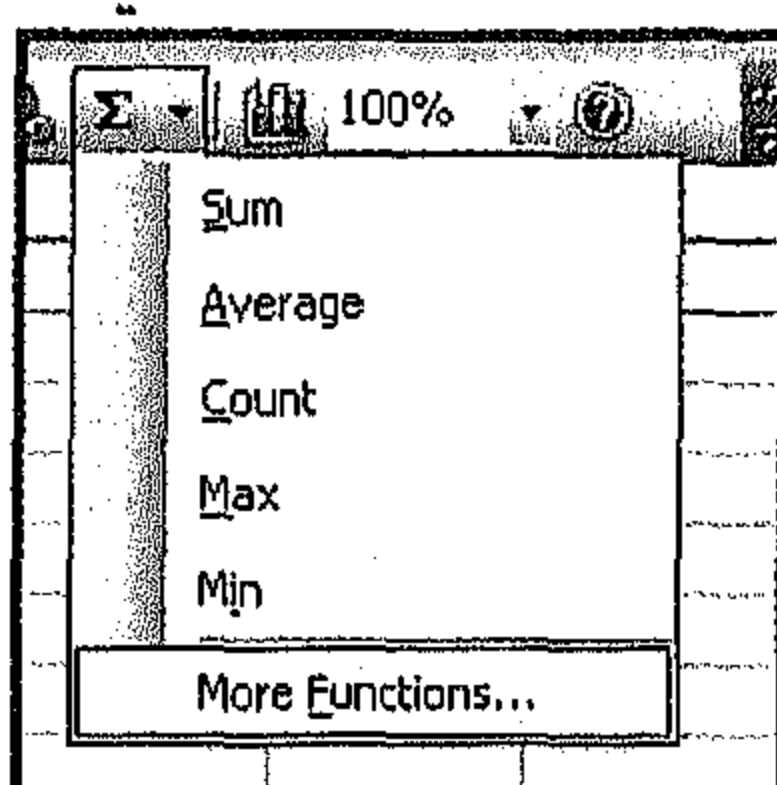 Σ 100%
Sum
Average
Count
Max
Min
More Functions...